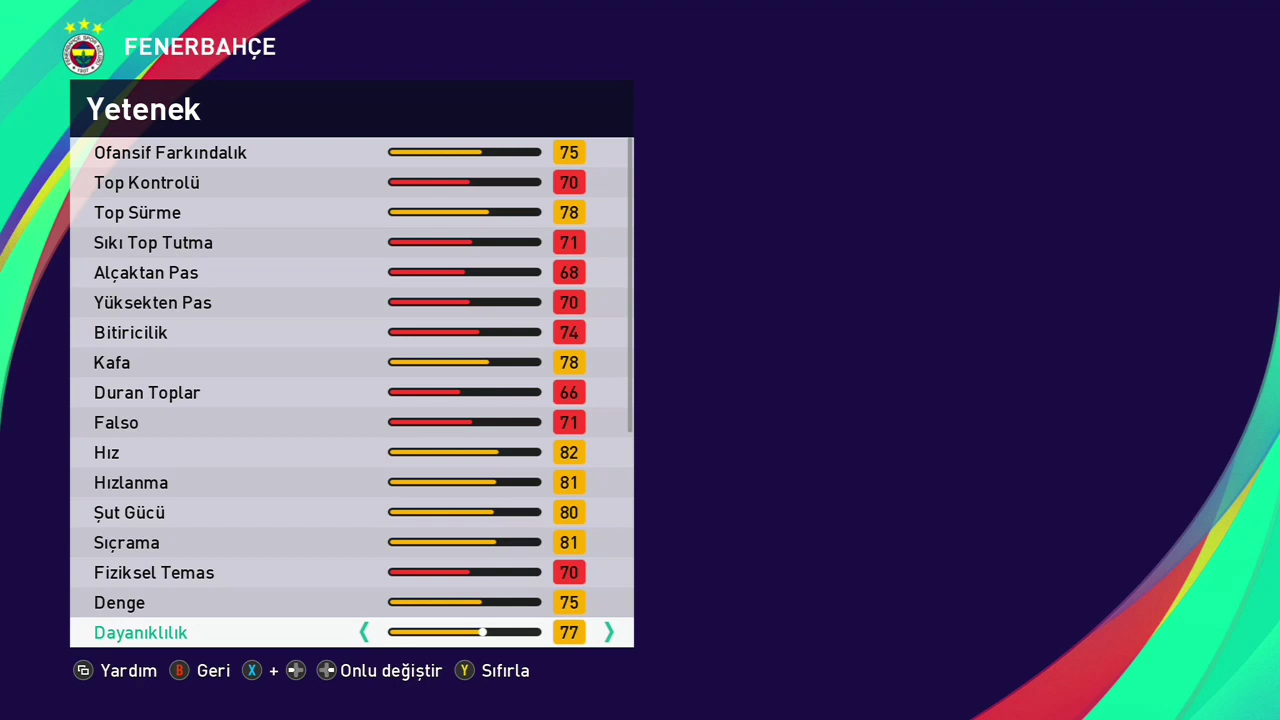 FENERBAHÇE
Yetenek
Ofansif Farkındalık 75
Top Kontrolü 70
Top Sürme 78
Sıkı Top Tutma 71
Alçaktan Pas 68
Yüksekten Pas 70
Bitiricilik 74
Kafa 78
Duran Toplar 66
Falso 71
Hız 82
Hızlanma 81
Şut Gücü 80
Sıçrama 81
Fiziksel Temas 70
Denge 75
Dayanıklılık 77
Yardım B Geri X + Onlu değiştir Y Sıfırla